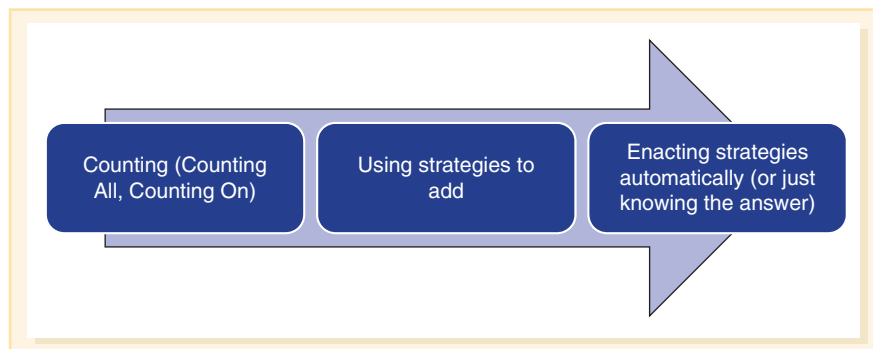 Counting (Counting
All, Counting On)
Using strategies to
add
Enacting strategies
automatically (or just
knowing the answer)